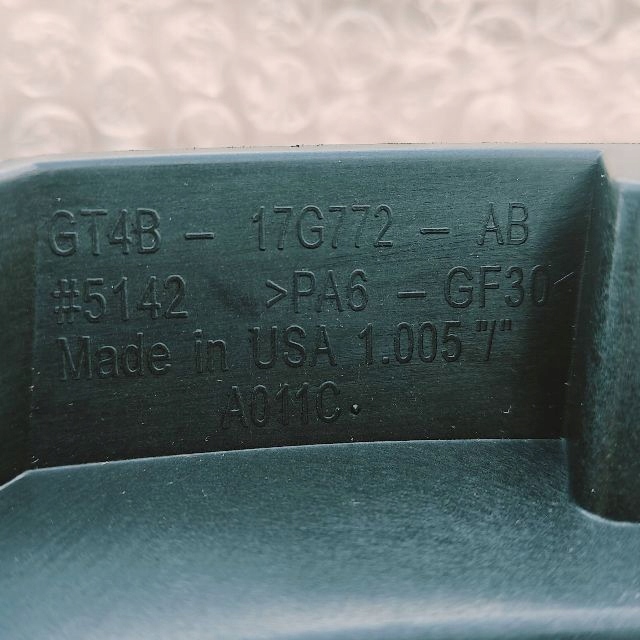 GT4B - 17G772 - AB
#5142 >PA6 - GF30<
Made in USA 1.005 "/"
A011C.